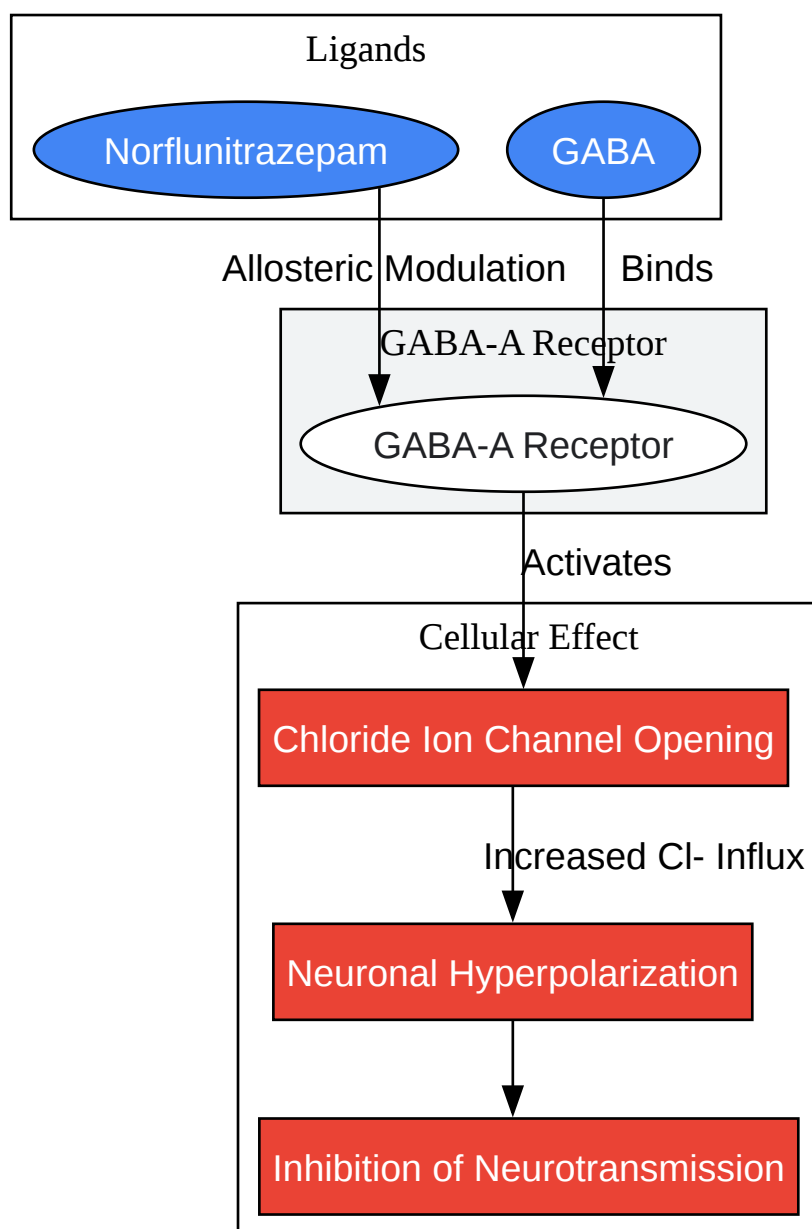 Ligands
Norflunitrazepam
GABA
Allosteric Modulation
Binds
GABA-A Receptor
GABA-A Receptor
Activates
Cellular Effect
Chloride Ion Channel Opening
Increased Cl- Influx
Neuronal Hyperpolarization
Inhibition of Neurotransmission